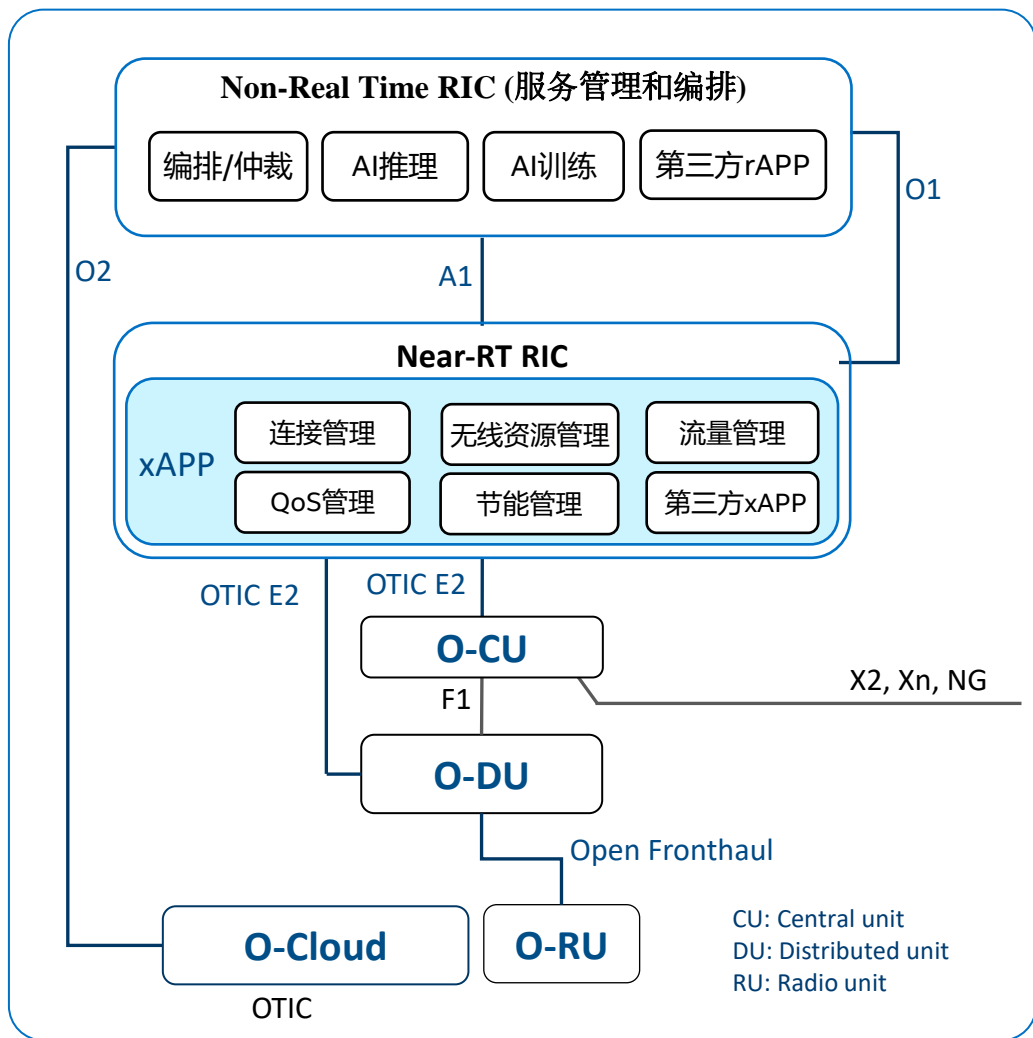 Non-Real Time RIC (服务管理和编排)
编排/仲裁
AI推理
AI训练
第三方rAPP
O1
O2
A1
Near-RT RIC
xAPP
连接管理
无线资源管理
流量管理
QoS管理
节能管理
第三方xAPP
OTIC E2
OTIC E2
O-CU
X2, Xn, NG
F1
O-DU
Open Fronthaul
O-Cloud
O-RU
CU: Central unit
DU: Distributed unit
RU: Radio unit
OTIC